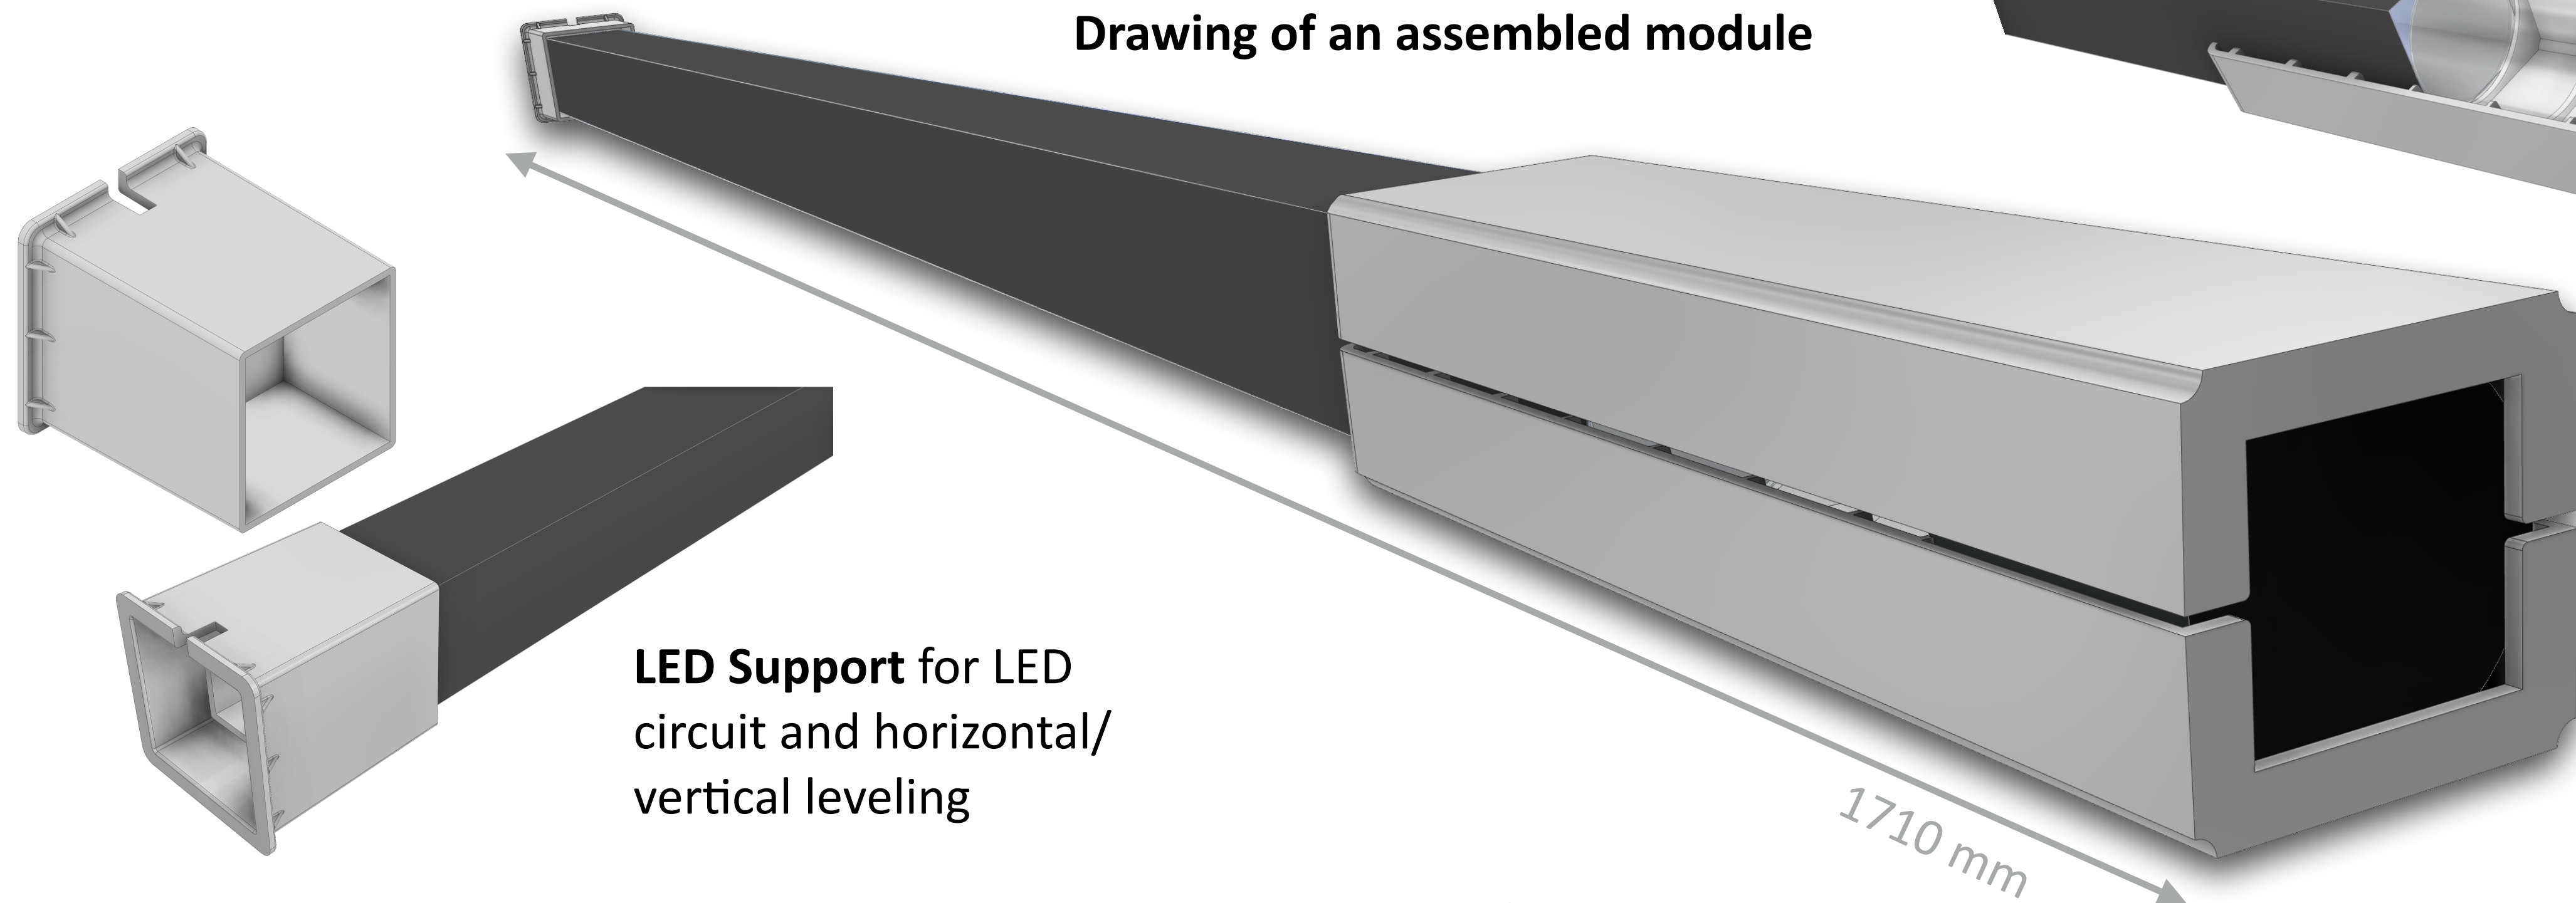 Drawing of an assembled module
LED Support for LED
circuit and horizontal/
vertical leveling
1710 mm